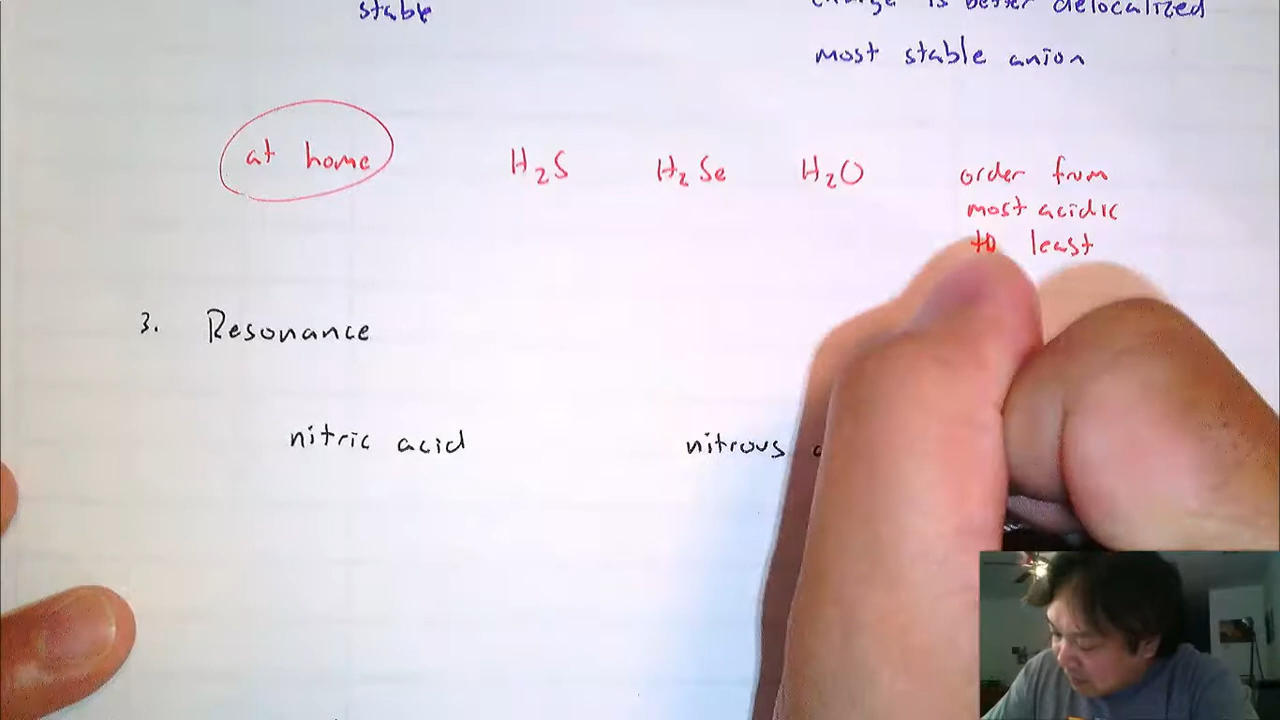 stable
charge is better delocalized
most stable anion
at home H₂S H₂Se H₂O order from
most acidic
to least
3. Resonance
nitric acid nitrous